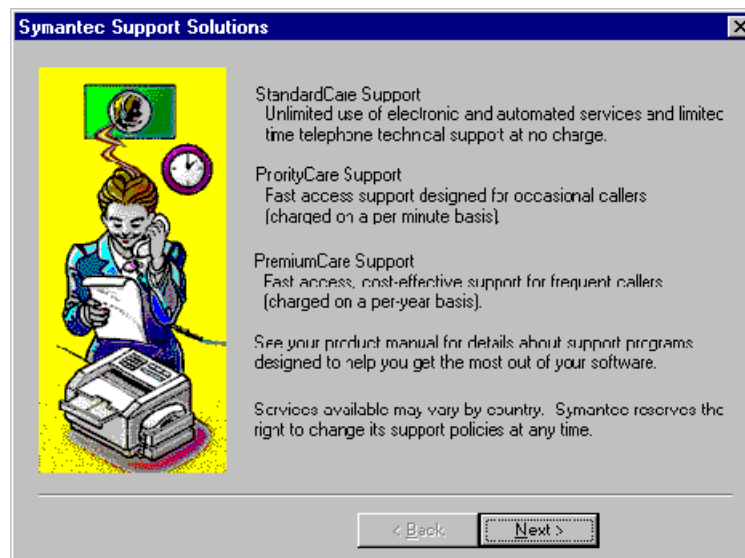 Symantec Support Solutions
StandardCare Support
Unlimited use of electronic and automated services and limited
time telephone technical support at no charge.
PriorityCare Support
Fast access support designed for occasional callers
(charged on a per minute basis).
PremiumCare Support
Fast access, cost-effective support for frequent callers
(charged on a per-year basis).
See your product manual for details about support programs
designed to help you get the most out of your software.
Services available may vary by country. Symantec reserves the
right to change its support policies at any time.
< Back
Next >